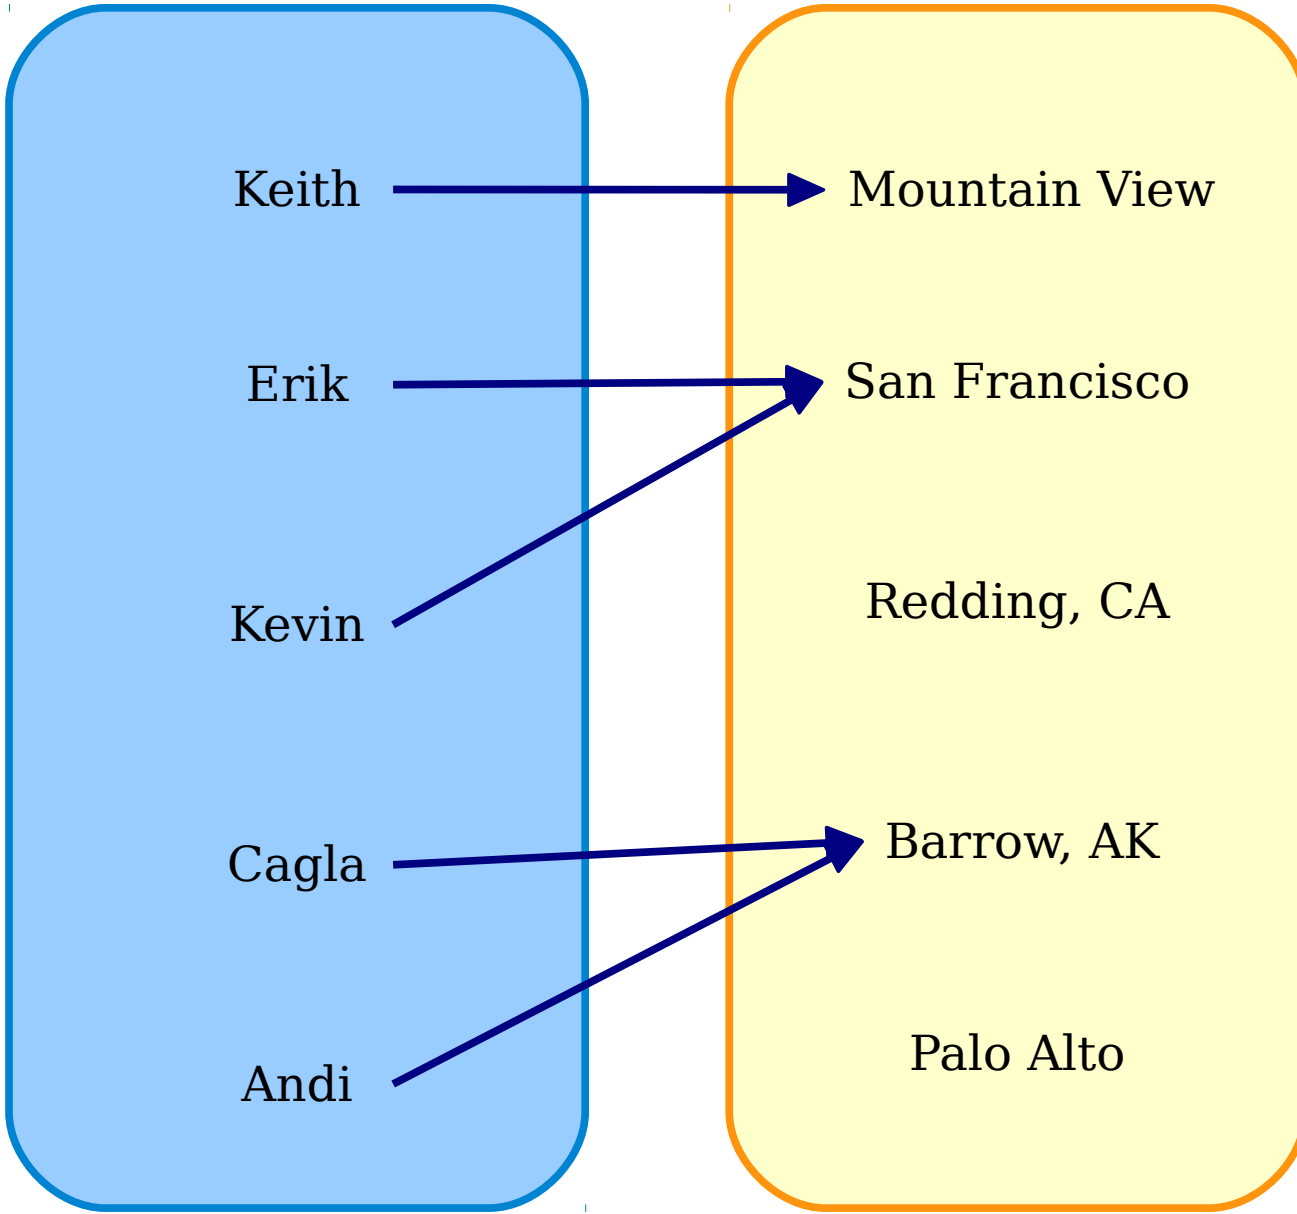 Keith
Mountain View
Erik
San Francisco
Kevin
Redding, CA
Cagla
Barrow, AK
Andi
Palo Alto